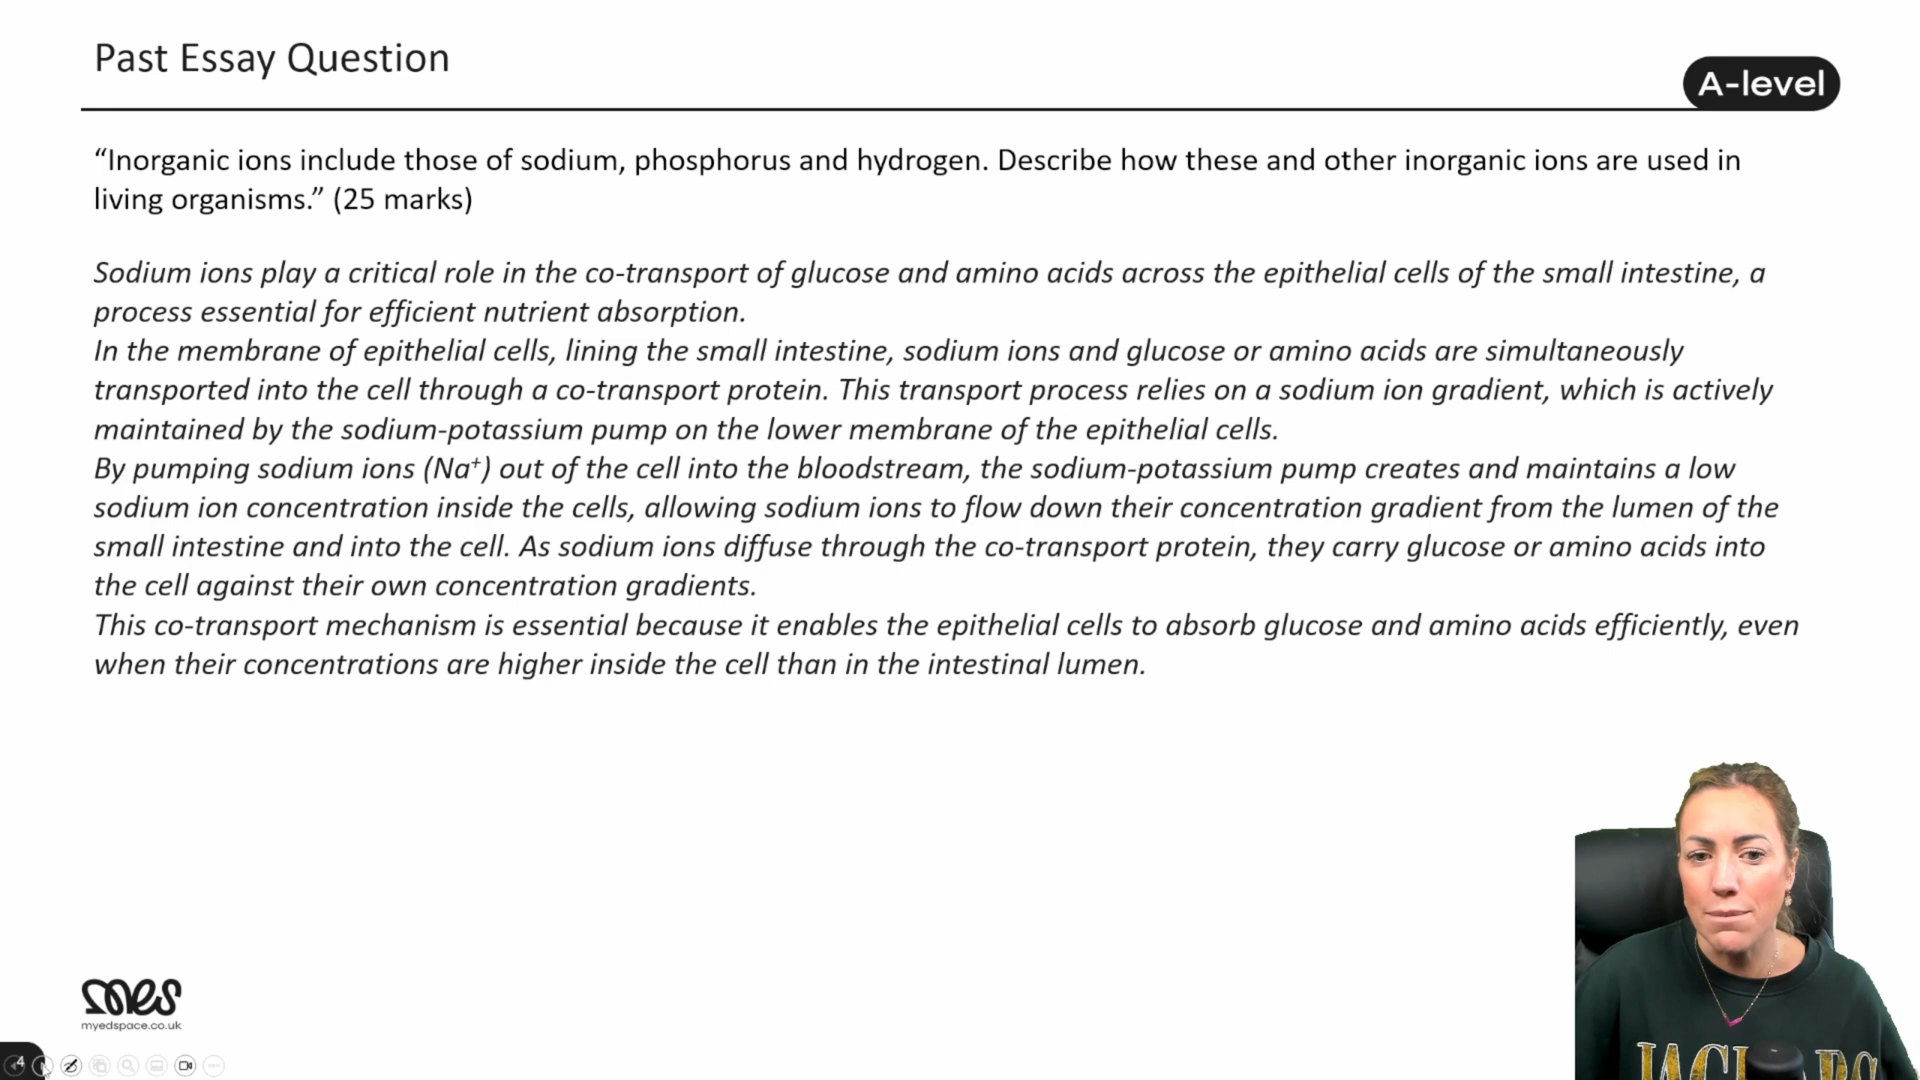 Past Essay Question
A-level
“Inorganic ions include those of sodium, phosphorus and hydrogen. Describe how these and other inorganic ions are used in
living organisms.” (25 marks)
Sodium ions play a critical role in the co-transport of glucose and amino acids across the epithelial cells of the small intestine, a
process essential for efficient nutrient absorption.
In the membrane of epithelial cells, lining the small intestine, sodium ions and glucose or amino acids are simultaneously
transported into the cell through a co-transport protein. This transport process relies on a sodium ion gradient, which is actively
maintained by the sodium-potassium pump on the lower membrane of the epithelial cells.
By pumping sodium ions (Na⁺) out of the cell into the bloodstream, the sodium-potassium pump creates and maintains a low
sodium ion concentration inside the cells, allowing sodium ions to flow down their concentration gradient from the lumen of the
small intestine and into the cell. As sodium ions diffuse through the co-transport protein, they carry glucose or amino acids into
the cell against their own concentration gradients.
This co-transport mechanism is essential because it enables the epithelial cells to absorb glucose and amino acids efficiently, even
when their concentrations are higher inside the cell than in the intestinal lumen.
mes
myedspace.co.uk
4